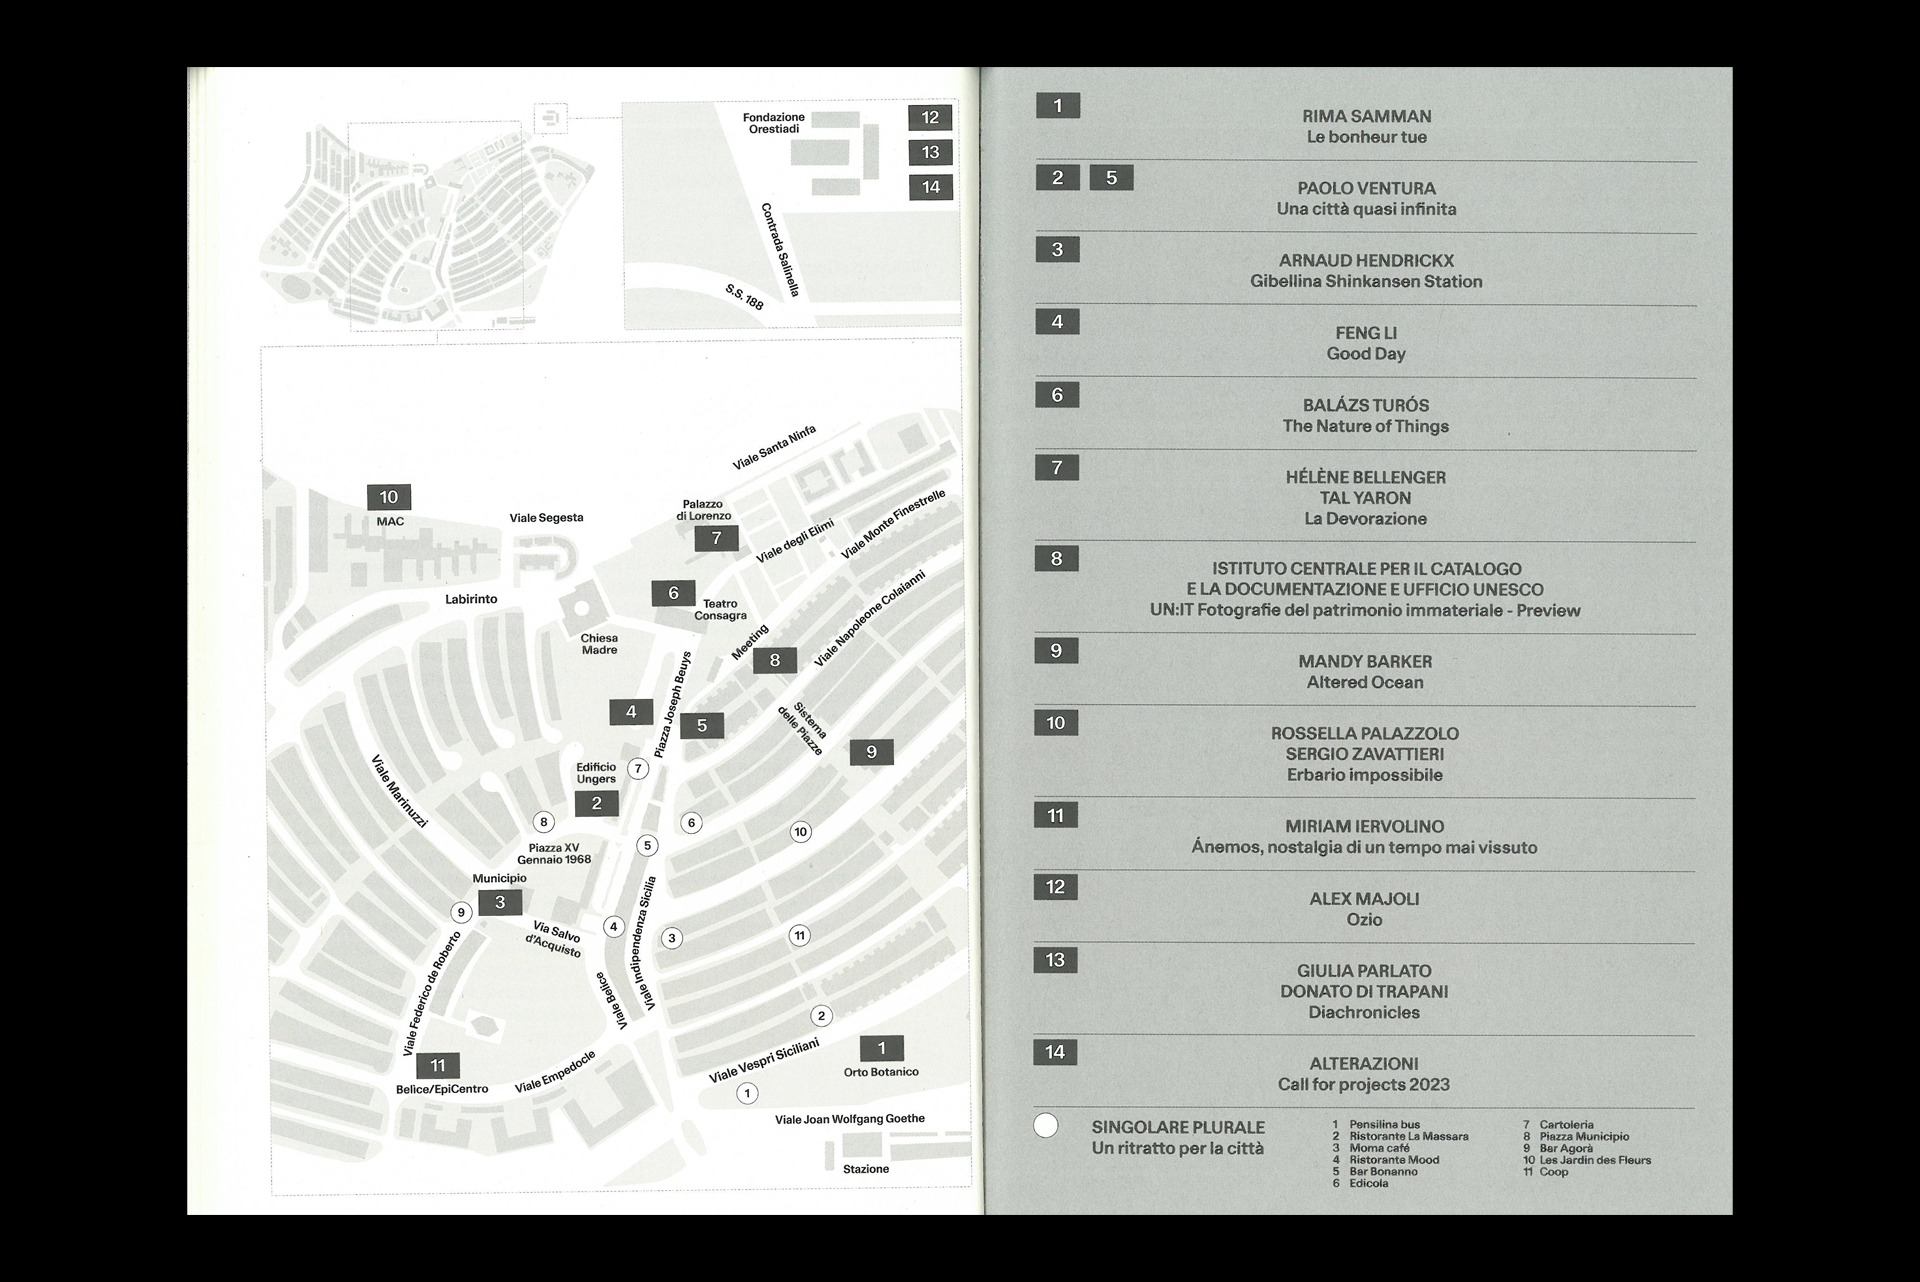 Fondazione
Orestiadi
12
13
14
Contrada Salinella
S.S. 188
Viale Santa Ninfa
10
MAC
Viale Segesta
Palazzo
di Lorenzo
7
Viale degli Elimi
Viale Monte Finestrelle
Labirinto
6
Teatro
Consagra
Chiesa
Madre
Meeting
8
Viale Napoleone Colaianni
Piazza Joseph Beuys
4
5
Sistema
delle Piazze
9
Viale Marinuzzi
Edificio
Ungers
7
2
8
6
10
5
Piazza XV
Gennaio 1968
Municipio
3
9
Via Salvo
d'Acquisto
4
Viale Indipendenza Sicilia
3
11
Viale Federico de Roberto
Viale Belice
2
11
Belìce/EpiCentro
Viale Empedocle
Viale Vespri Siciliani
1
Orto Botanico
1
Viale Joan Wolfgang Goethe
Stazione
1
RIMA SAMMAN
Le bonheur tue
2 5
PAOLO VENTURA
Una città quasi infinita
3
ARNAUD HENDRICKX
Gibellina Shinkansen Station
4
FENG LI
Good Day
6
BALÁZS TURÓS
The Nature of Things
7
HÉLÈNE BELLENGER
TAL YARON
La Devorazione
8
ISTITUTO CENTRALE PER IL CATALOGO
E LA DOCUMENTAZIONE E UFFICIO UNESCO
UN:IT Fotografie del patrimonio immateriale - Preview
9
MANDY BARKER
Altered Ocean
10
ROSSELLA PALAZZOLO
SERGIO ZAVATTIERI
Erbario impossibile
11
MIRIAM IERVOLINO
Ánemos, nostalgia di un tempo mai vissuto
12
ALEX MAJOLI
Ozio
13
GIULIA PARLATO
DONATO DI TRAPANI
Diachronicles
14
ALTERAZIONI
Call for projects 2023
SINGOLARE PLURALE
Un ritratto per la città
1 Pensilina bus
2 Ristorante La Massara
3 Moma café
4 Ristorante Mood
5 Bar Bonanno
6 Edicola
7 Cartoleria
8 Piazza Municipio
9 Bar Agorà
10 Les Jardin des Fleurs
11 Coop